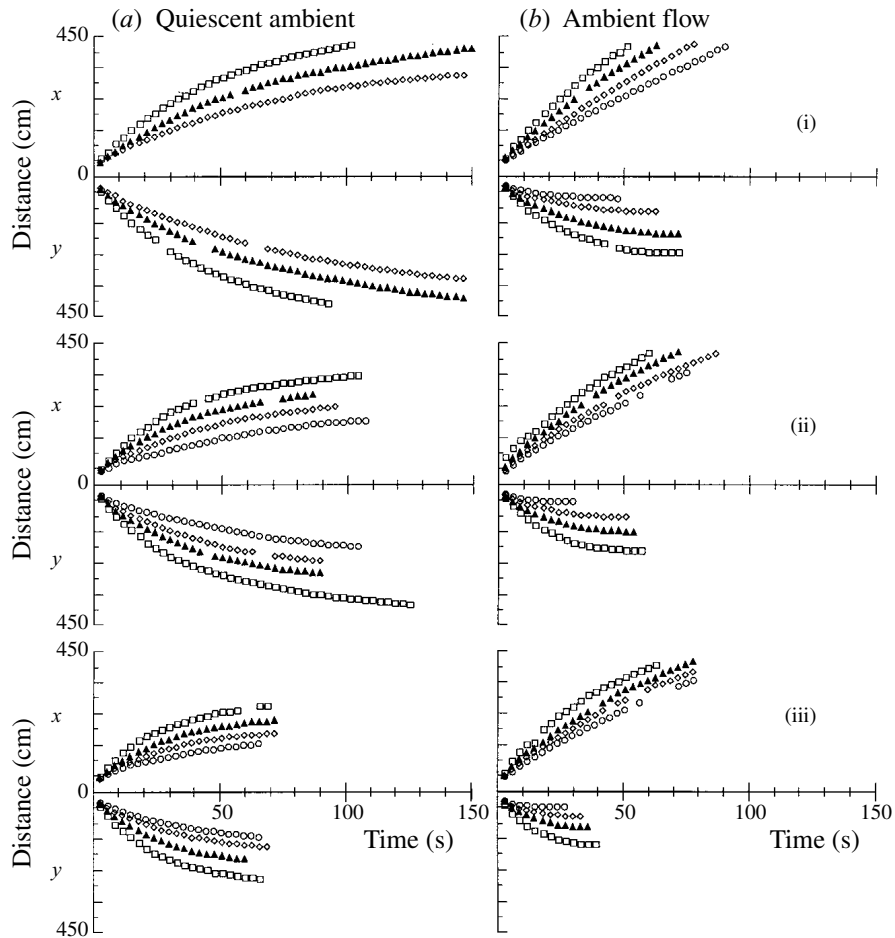 (a) Quiescent ambient
(b) Ambient flow
450
x
0
Distance (cm)
y
450
(i)
450
x
0
Distance (cm)
y
450
(ii)
450
x
0
Distance (cm)
50 100 150
Time (s)
y
450
(iii)
50 100 150
Time (s)